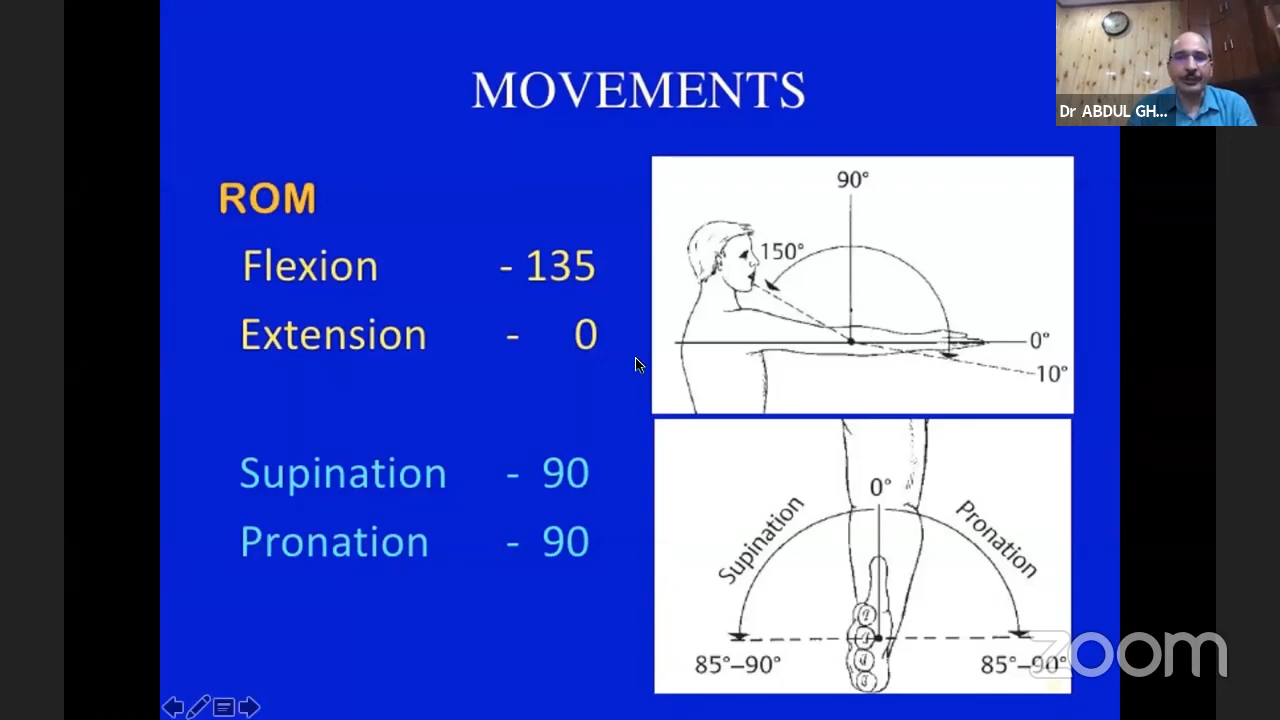 MOVEMENTS
Dr ABDUL GH...
ROM
Flexion - 135
Extension - 0
Supination - 90
Pronation - 90
90°
150°
0°
10°
0°
Supination
Pronation
85°–90°
85°–90°
zoom